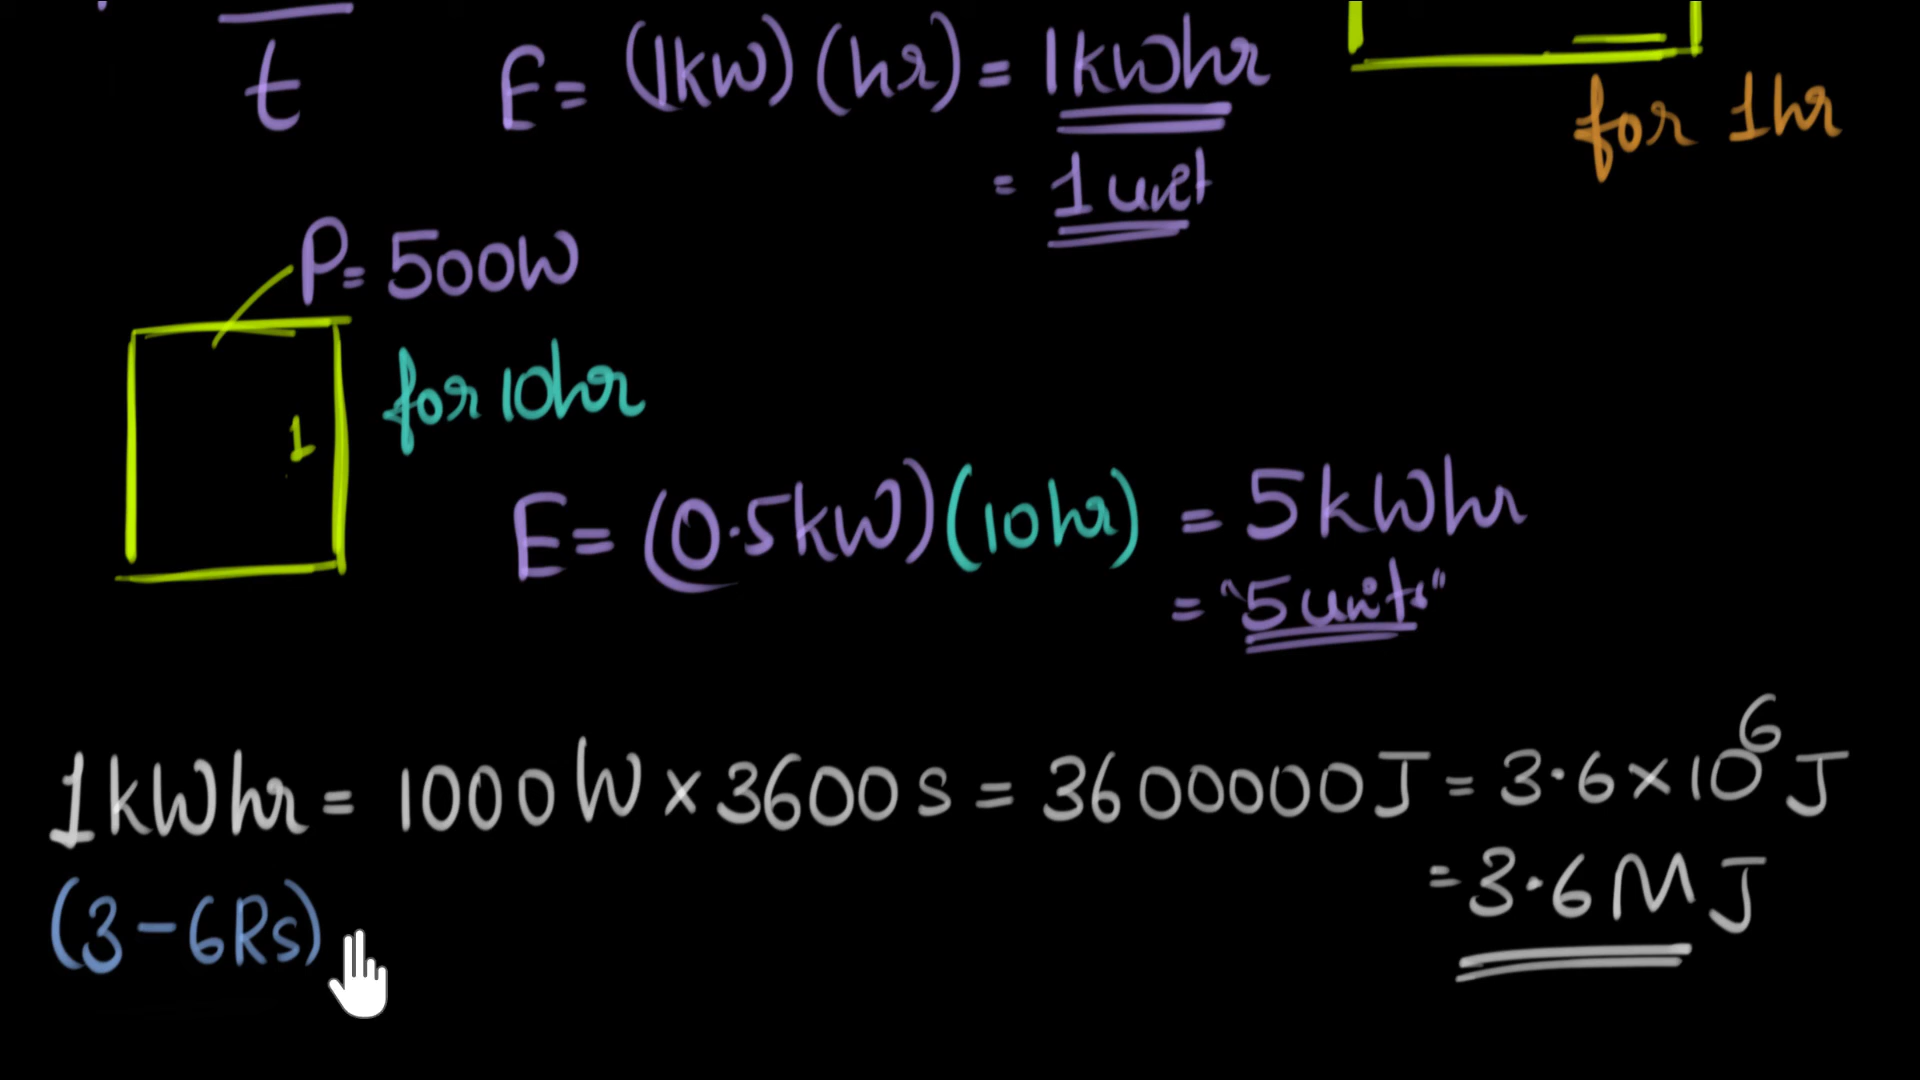 t
E = (1kW) (hr) = 1kWhr
for 1hr
= 1 unit
P = 500W
for 10hr
1
E = (0.5kW) (10hr) = 5kWhr
= "5 units"
1kWhr = 1000W × 3600s = 3600000J = 3.6×10⁶J
= 3.6MJ
(3-6Rs)